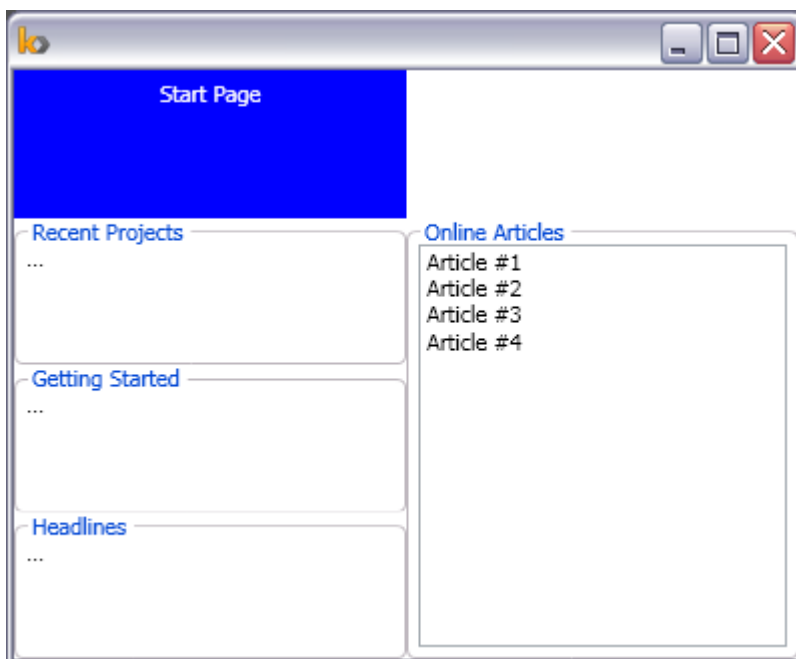 Start Page
Recent Projects
...
Getting Started
...
Headlines
...
Online Articles
Article #1
Article #2
Article #3
Article #4